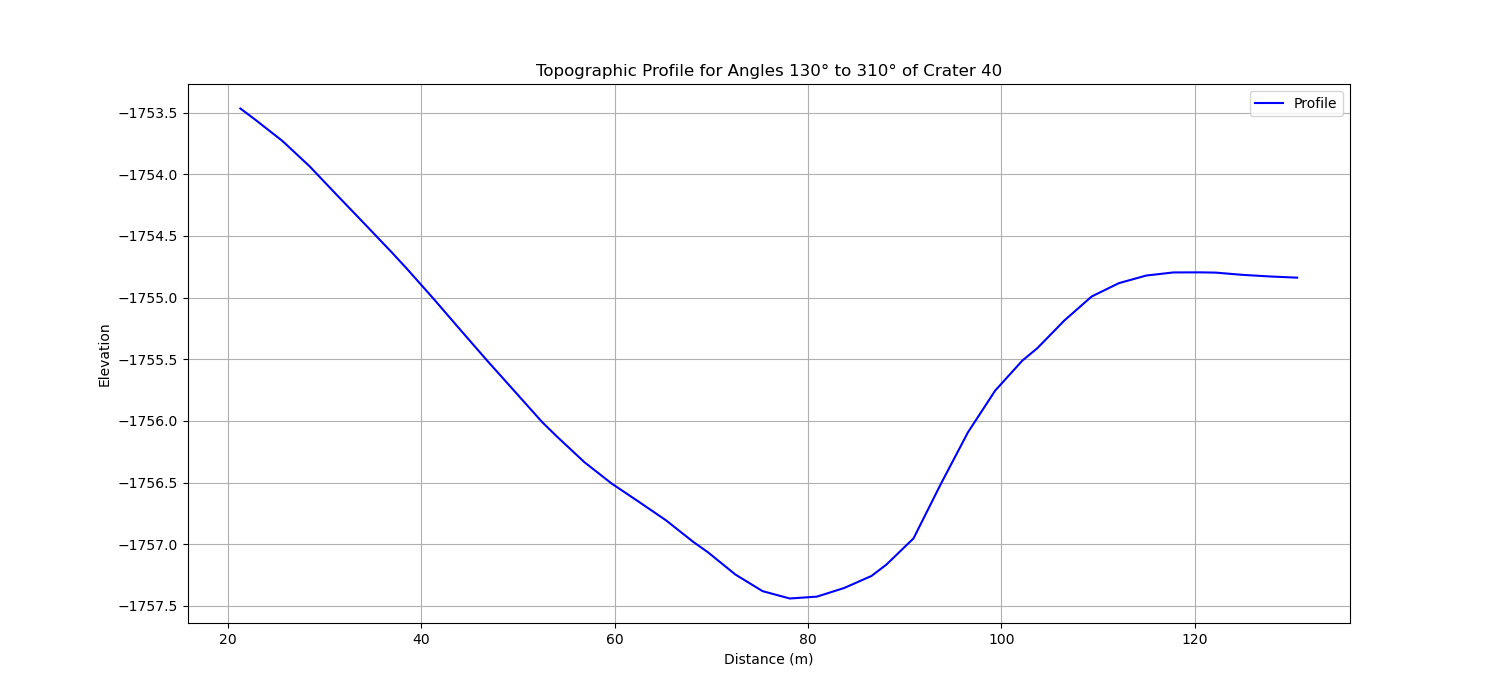 Topographic Profile for Angles 130° to 310° of Crater 40
Profile
−1753.5
−1754.0
−1754.5
−1755.0
−1755.5
−1756.0
−1756.5
−1757.0
−1757.5
Elevation
20 40 60 80 100 120
Distance (m)